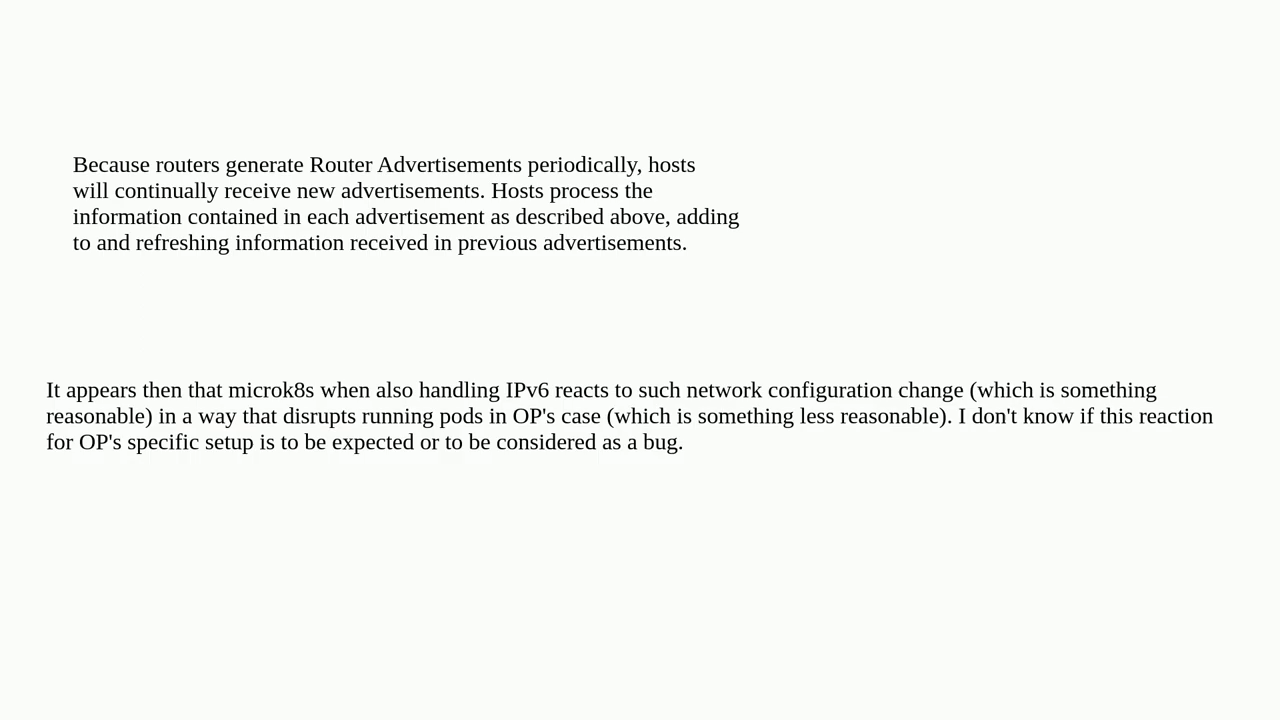 Because routers generate Router Advertisements periodically, hosts
will continually receive new advertisements. Hosts process the
information contained in each advertisement as described above, adding
to and refreshing information received in previous advertisements.
It appears then that microk8s when also handling IPv6 reacts to such network configuration change (which is something
reasonable) in a way that disrupts running pods in OP's case (which is something less reasonable). I don't know if this reaction
for OP's specific setup is to be expected or to be considered as a bug.